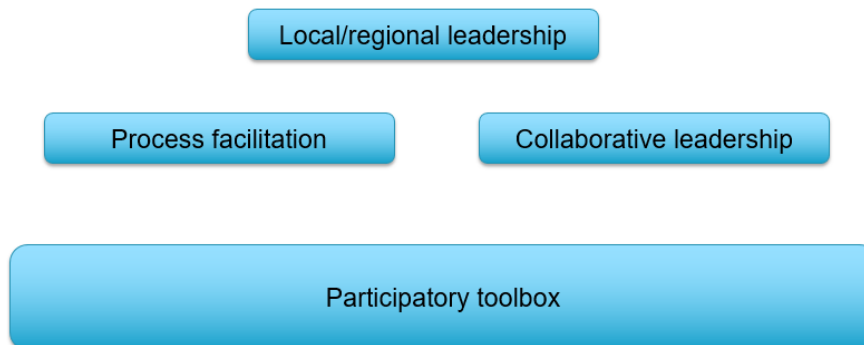 Local/regional leadership
Process facilitation
Collaborative leadership
Participatory toolbox